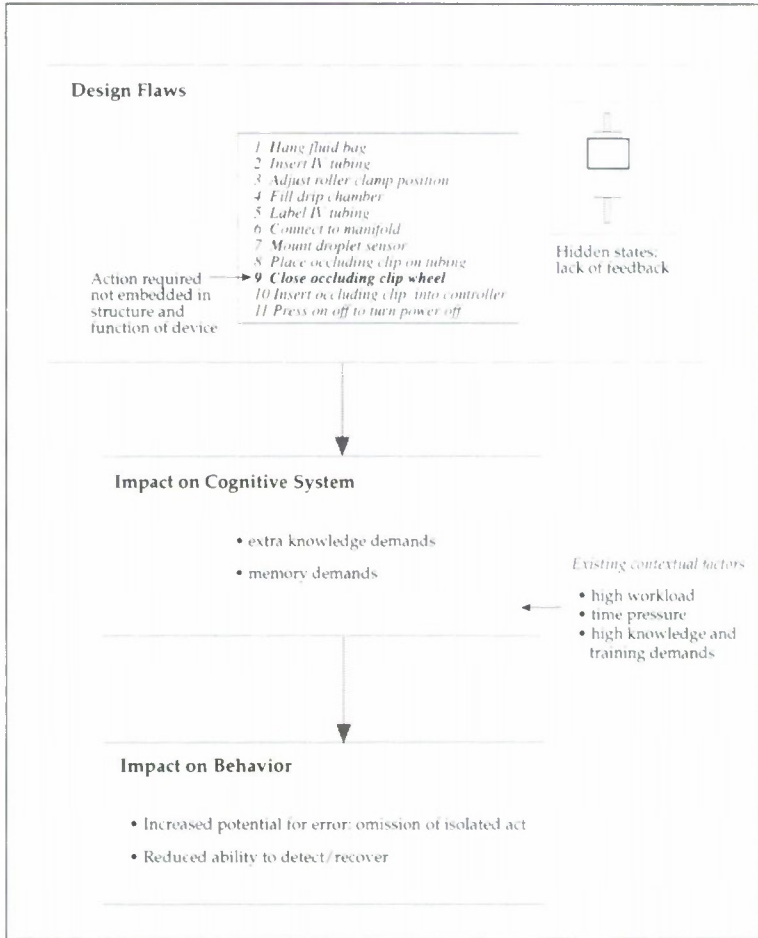 Design Flaws
1 Hang fluid bag
2 Insert IV tubing
3 Adjust roller clamp position
4 Fill drip chamber
5 Label IV tubing
6 Connect to manifold
7 Mount droplet sensor
8 Place occluding clip on tubing
9 Close occluding clip wheel
10 Insert occluding clip into controller
11 Press on off to turn power off
Action required
not embedded in
structure and
function of device
Hidden states:
lack of feedback
Impact on Cognitive System
• extra knowledge demands
• memory demands
Existing contextual factors
• high workload
• time pressure
• high knowledge and
training demands
Impact on Behavior
• Increased potential for error: omission of isolated act
• Reduced ability to detect/recover